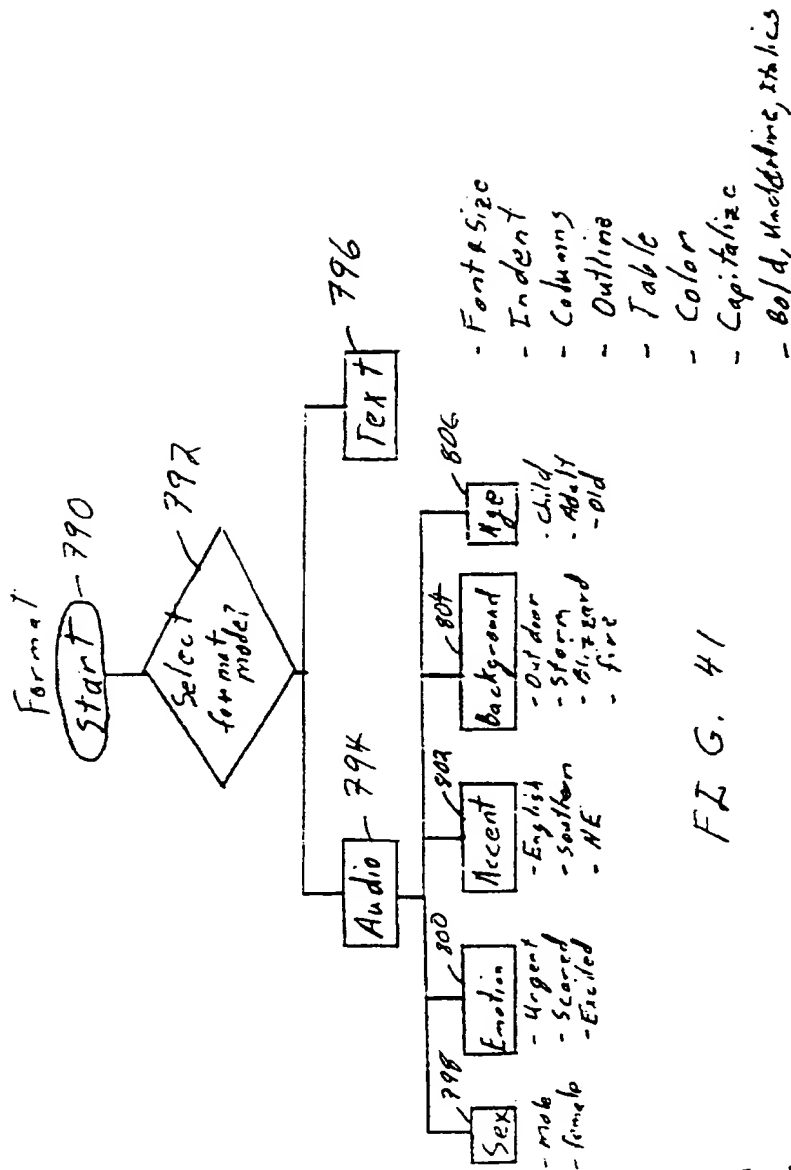 Format
Start
790
Select
format
mode?
792
Audio
794
Text
796
Sex
798
- male
- female
Emotion
800
- Urgent
- Scared
- Excited
Accent
802
- English
- Southern
- NE
Background
804
- Outdoor
- Storm
- Blizzard
- fire
Age
806
- Child
- Adult
- Old
- Font & Size
- Indent
- Columns
- Outline
- Table
- Color
- Capitalize
- Bold, Underline, Italics
FIG. 41